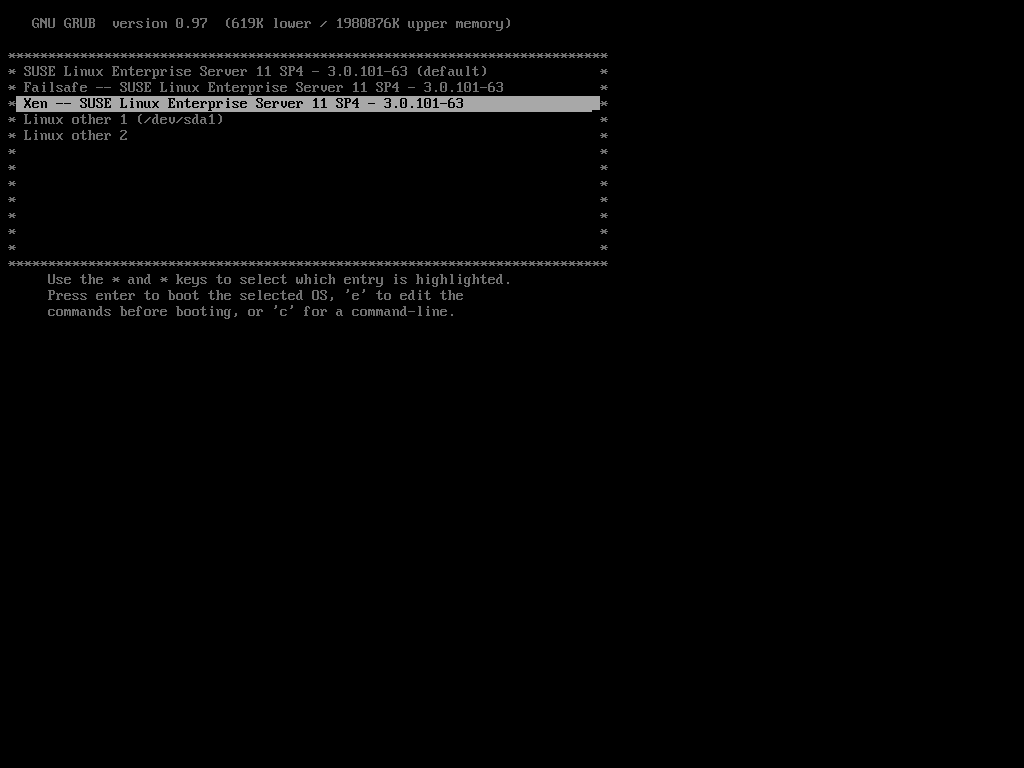 GNU GRUB  version 0.97  (619K lower / 1980876K upper memory)
***************************************************************************
* SUSE Linux Enterprise Server 11 SP4 - 3.0.101-63 (default)              *
* Failsafe -- SUSE Linux Enterprise Server 11 SP4 - 3.0.101-63            *
* Xen -- SUSE Linux Enterprise Server 11 SP4 - 3.0.101-63                 *
* Linux other 1 (/dev/sda1)                                               *
* Linux other 2                                                           *
*                                                                         *
*                                                                         *
*                                                                         *
*                                                                         *
*                                                                         *
*                                                                         *
*                                                                         *
***************************************************************************
Use the * and * keys to select which entry is highlighted.
Press enter to boot the selected OS, 'e' to edit the
commands before booting, or 'c' for a command-line.